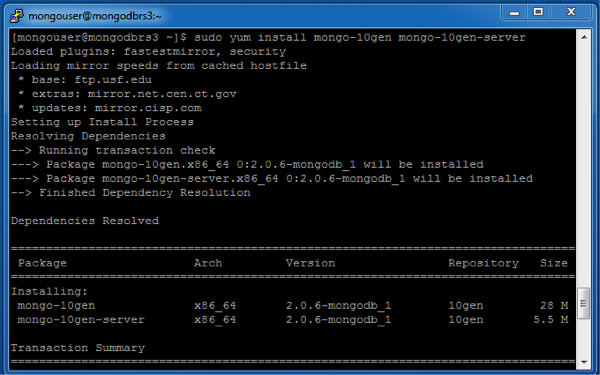 mongouser@mongodbrs3:~
[mongouser@mongodbrs3 ~]$ sudo yum install mongo-10gen mongo-10gen-server
Loaded plugins: fastestmirror, security
Loading mirror speeds from cached hostfile
 * base: ftp.usf.edu
 * extras: mirror.net.cen.ct.gov
 * updates: mirror.cisp.com
Setting up Install Process
Resolving Dependencies
--> Running transaction check
---> Package mongo-10gen.x86_64 0:2.0.6-mongodb_1 will be installed
---> Package mongo-10gen-server.x86_64 0:2.0.6-mongodb_1 will be installed
--> Finished Dependency Resolution
Dependencies Resolved
================================================================================
 Package Arch Version Repository Size
================================================================================
Installing:
 mongo-10gen x86_64 2.0.6-mongodb_1 10gen 28 M
 mongo-10gen-server x86_64 2.0.6-mongodb_1 10gen 5.5 M
Transaction Summary
================================================================================